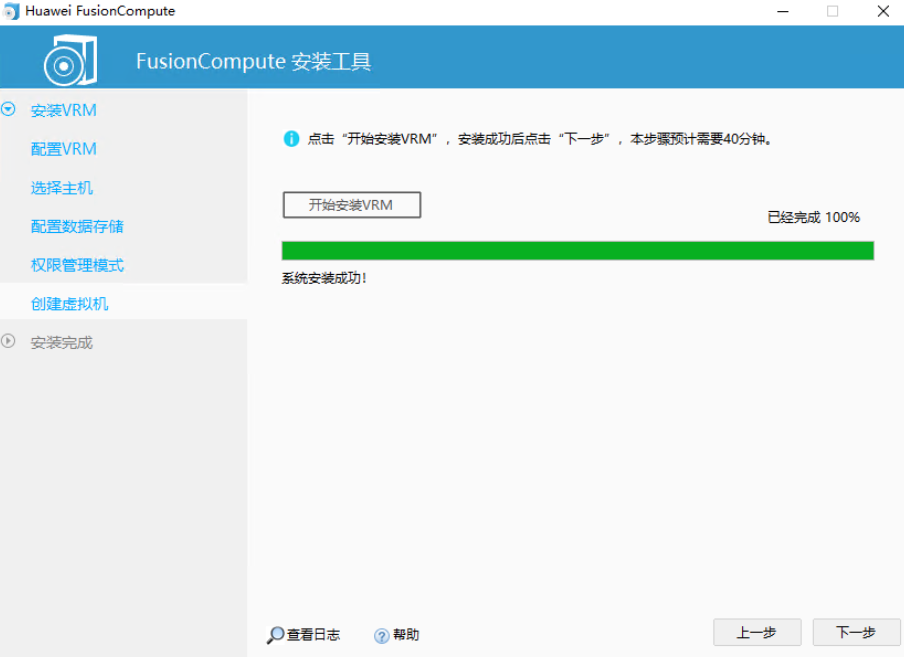 Huawei FusionCompute
FusionCompute 安装工具
安装VRM
配置VRM
选择主机
配置数据存储
权限管理模式
创建虚拟机
安装完成
点击“开始安装VRM”，安装成功后点击“下一步”，本步骤预计需要40分钟。
开始安装VRM
已经完成 100%
系统安装成功!
查看日志
帮助
上一步
下一步